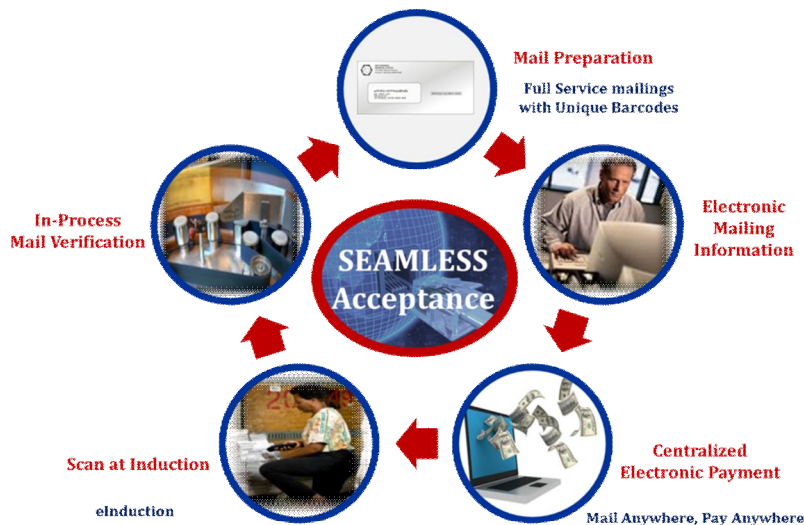 Mail Preparation
Full Service mailings
with Unique Barcodes
In-Process
Mail Verification
Electronic
Mailing
Information
SEAMLESS
Acceptance
Scan at Induction
eInduction
Centralized
Electronic Payment
Mail Anywhere, Pay Anywhere